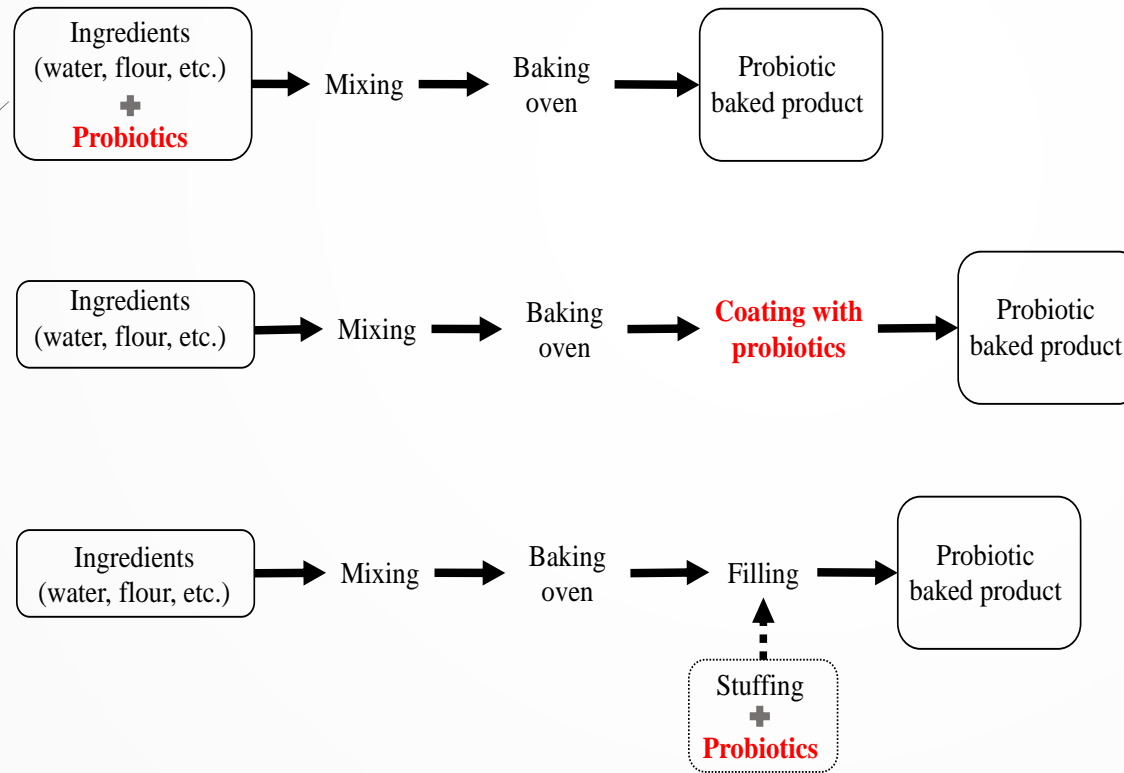 Ingredients
(water, flour, etc.)
Probiotics
Mixing
Baking
oven
Probiotic
baked product
Ingredients
(water, flour, etc.)
Mixing
Baking
oven
Coating with
probiotics
Probiotic
baked product
Ingredients
(water, flour, etc.)
Mixing
Baking
oven
Filling
Probiotic
baked product
Stuffing
Probiotics